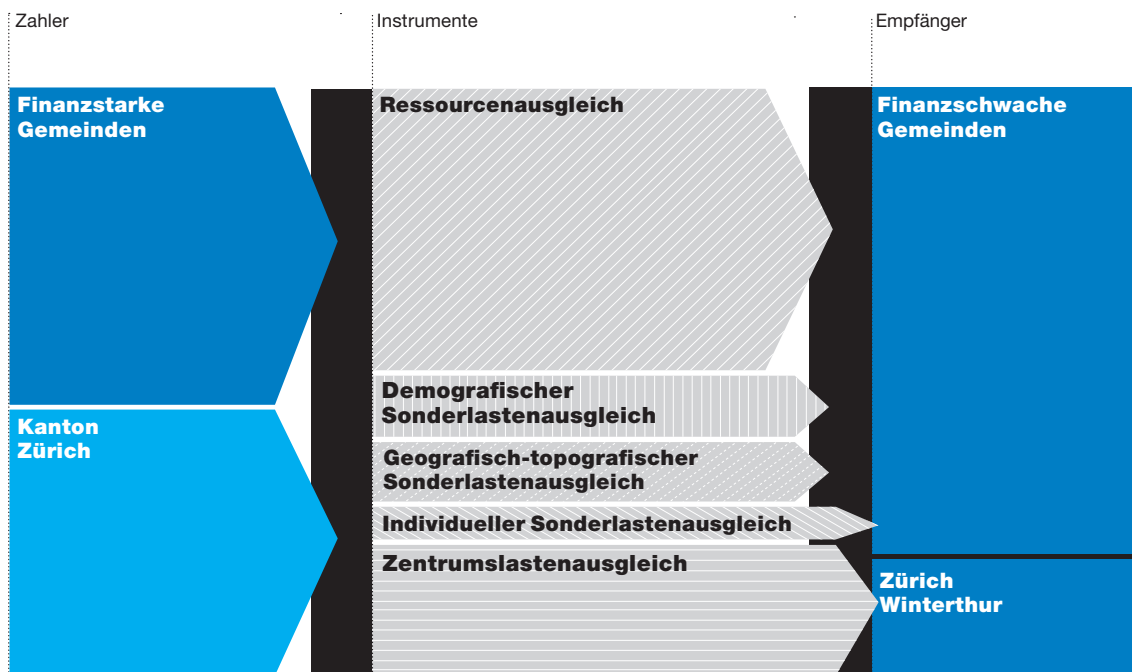 Zahler
Instrumente
Empfänger
Finanzstarke
Gemeinden
Kanton
Zürich
Ressourcenausgleich
Demografischer
Sonderlastenausgleich
Geografisch-topografischer
Sonderlastenausgleich
Individueller Sonderlastenausgleich
Zentrumslastenausgleich
Finanzschwache
Gemeinden
Zürich
Winterthur